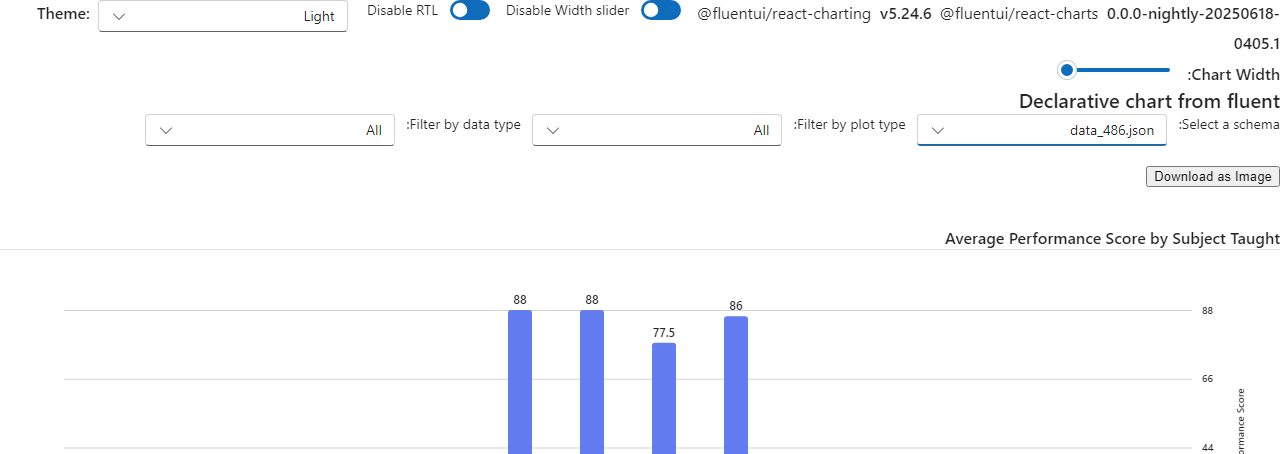 Theme: Light Disable RTL Disable Width slider @fluentui/react-charting v5.24.6 @fluentui/react-charts 0.0.0-nightly-20250618-
0405.1
:Chart Width
Declarative chart from fluent
:Select a schema data_486.json :Filter by plot type All :Filter by data type All
Download as Image
Average Performance Score by Subject Taught
88 88 77.5 86
88
66
44
Score